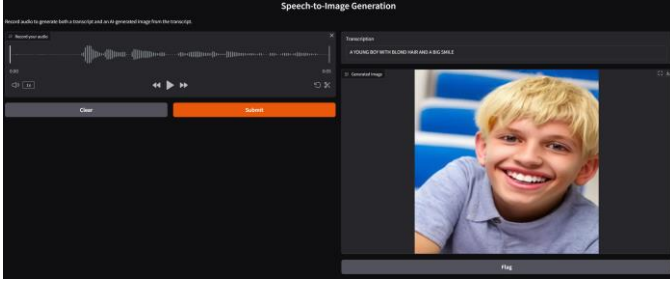 Speech-to-Image Generation
Record audio to generate both a transcript and an AI-generated image from the transcript.
Record your audio
0:00
0:05
1x
Clear
Submit
Transcription
A YOUNG BOY WITH BLOND HAIR AND A BIG SMILE
Generated Image
Flag